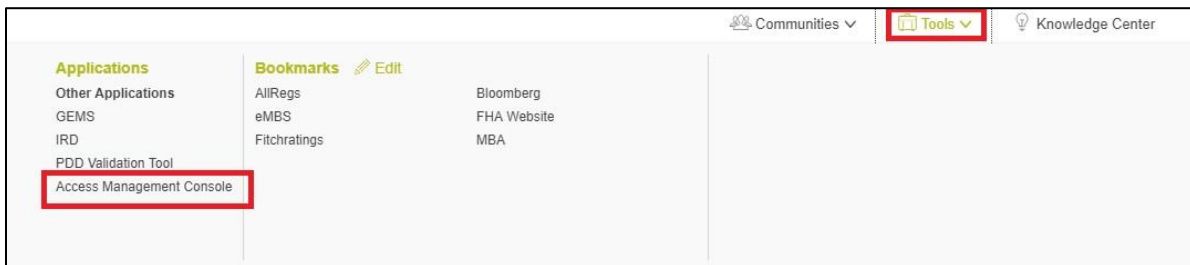 Communities Tools Knowledge Center
Applications
Other Applications
GEMS
IRD
PDD Validation Tool
Access Management Console
Bookmarks Edit
AllRegs
eMBS
Fitchratings
Bloomberg
FHA Website
MBA